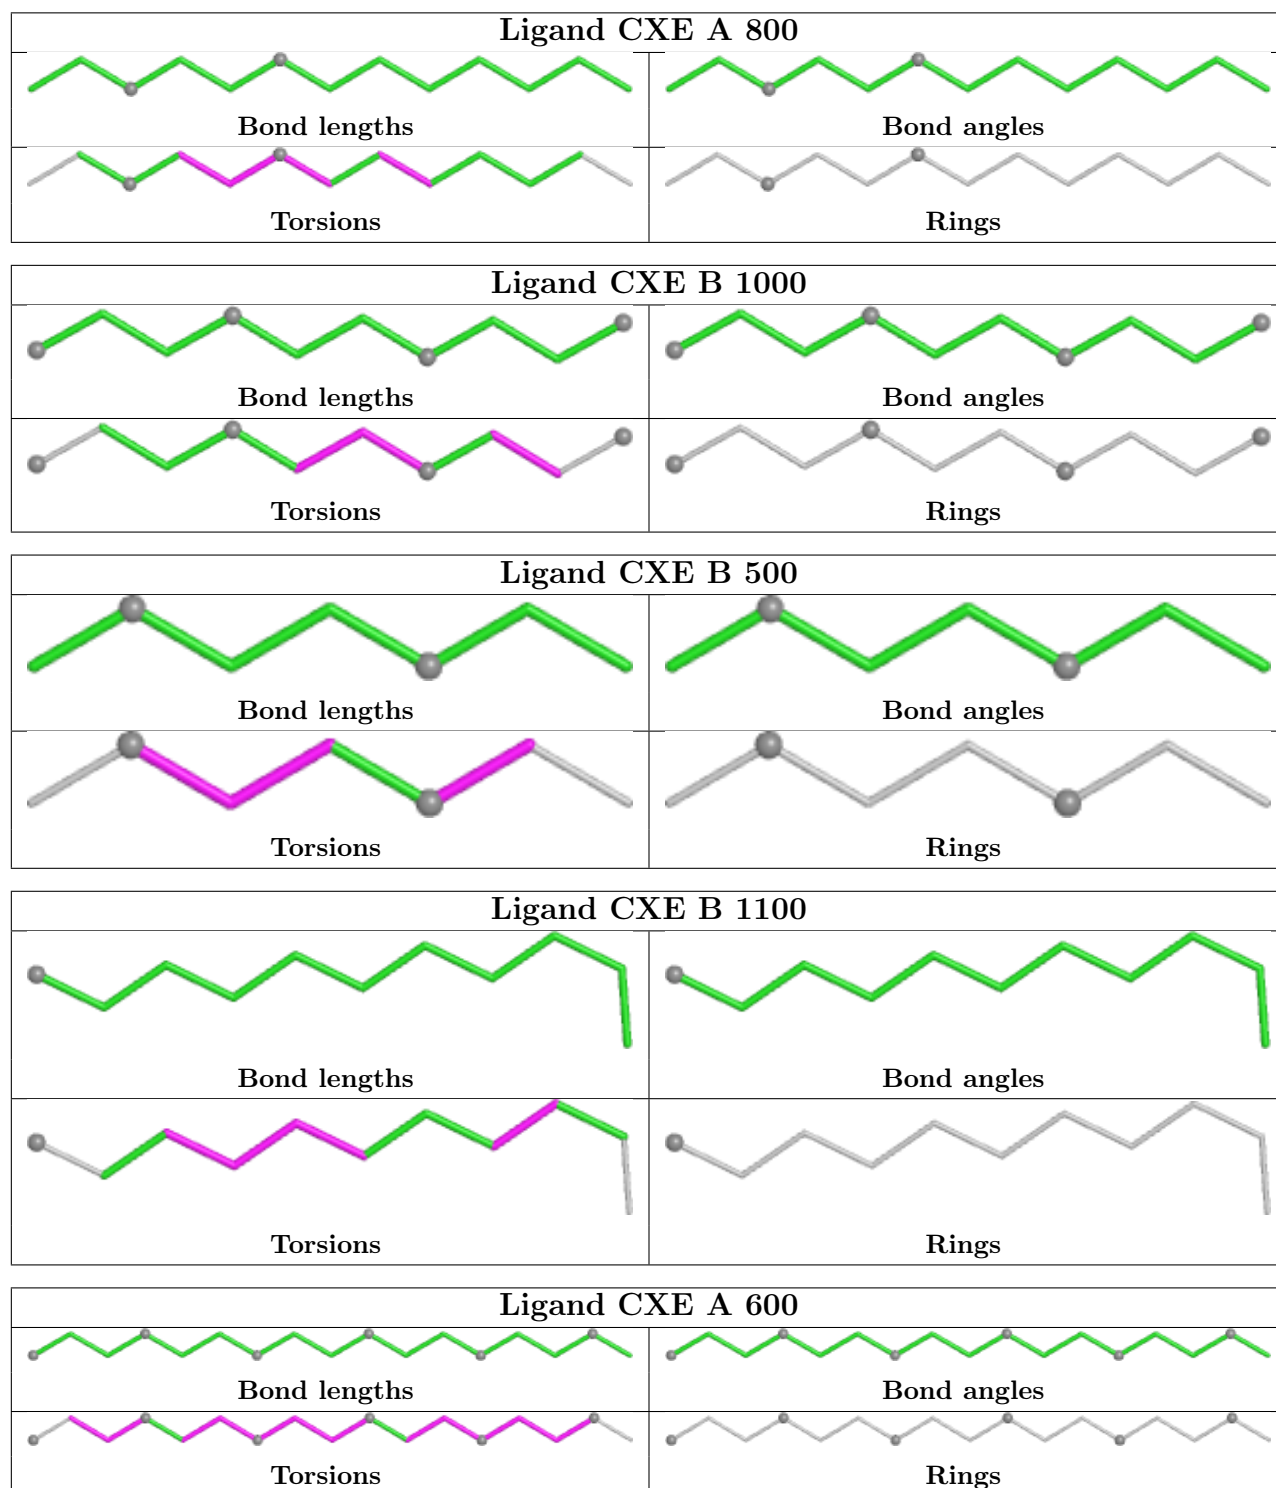 Ligand CXE A 800
Bond lengths Bond angles
Torsions Rings
Ligand CXE B 1000
Bond lengths Bond angles
Torsions Rings
Ligand CXE B 500
Bond lengths Bond angles
Torsions Rings
Ligand CXE B 1100
Bond lengths Bond angles
Torsions Rings
Ligand CXE A 600
Bond lengths Bond angles
Torsions Rings